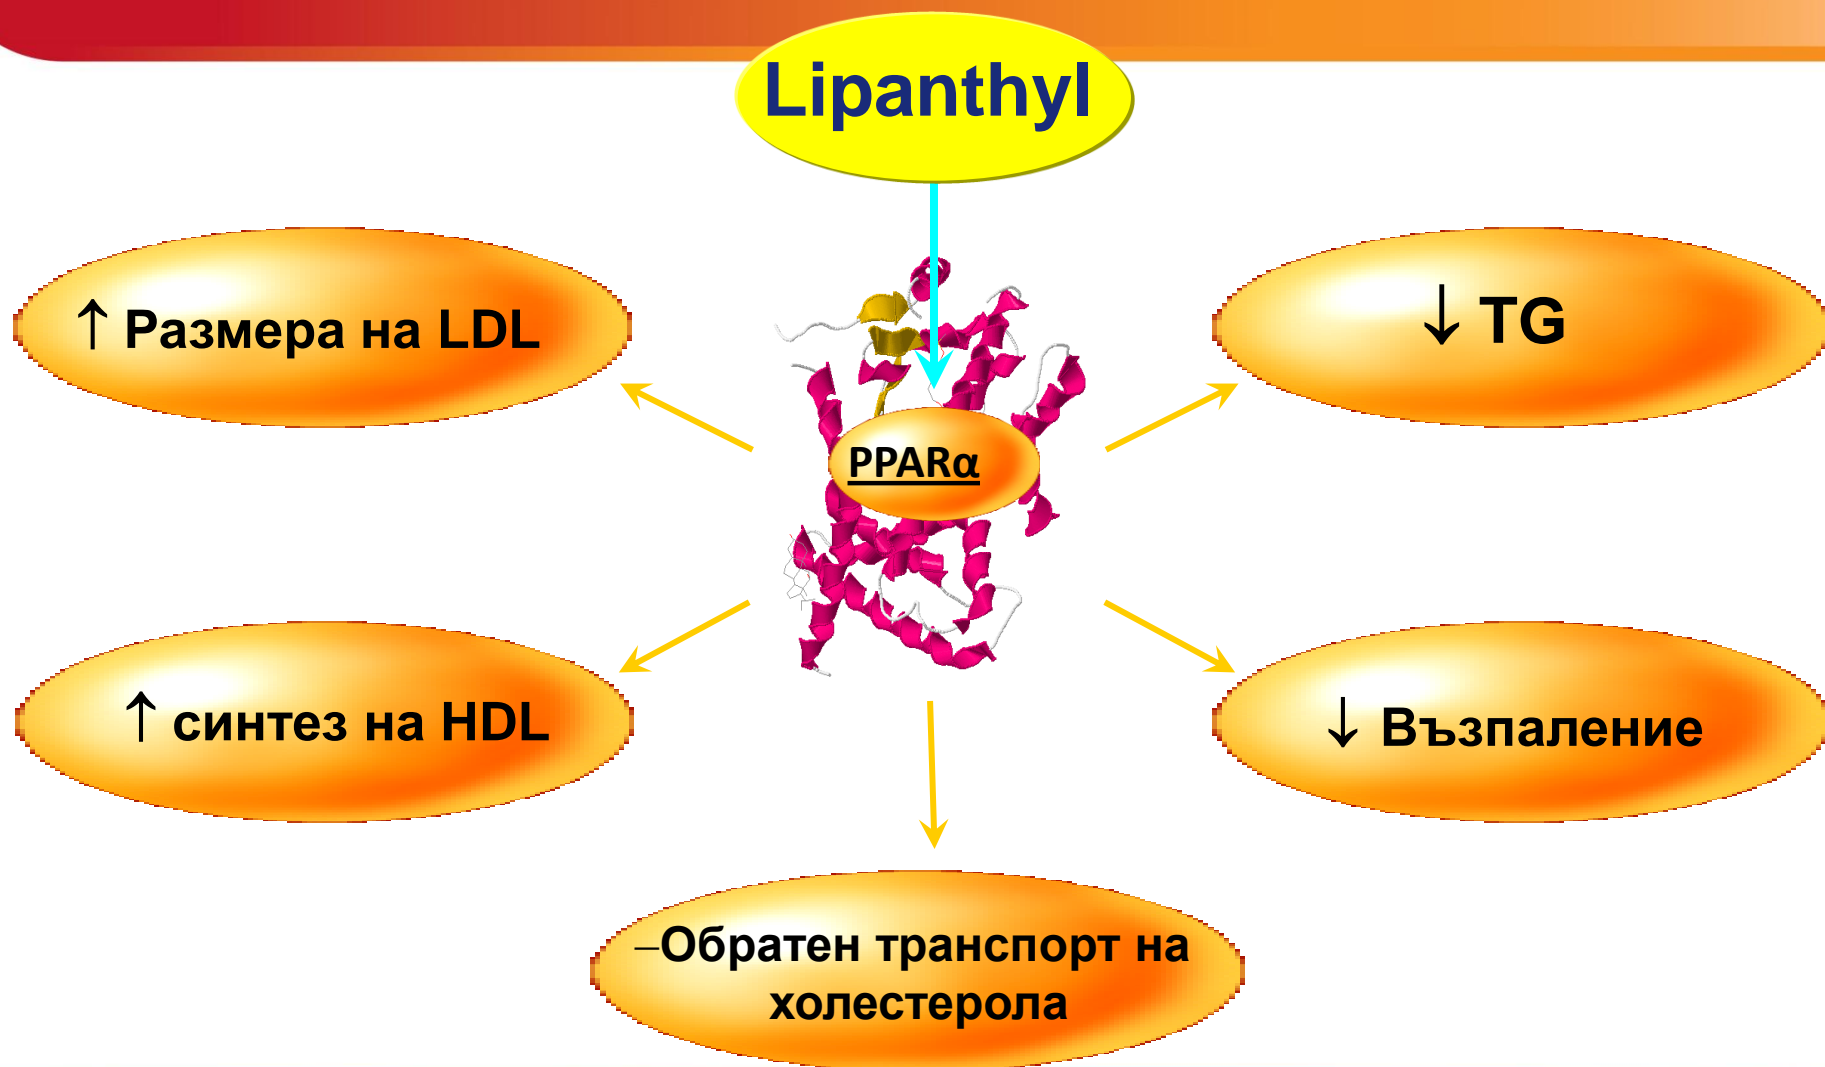 Lipanthyl
↑ Размера на LDL
↓ TG
PPARα
↑ синтез на HDL
↓ Възпаление
–Обратен транспорт на
холестерола